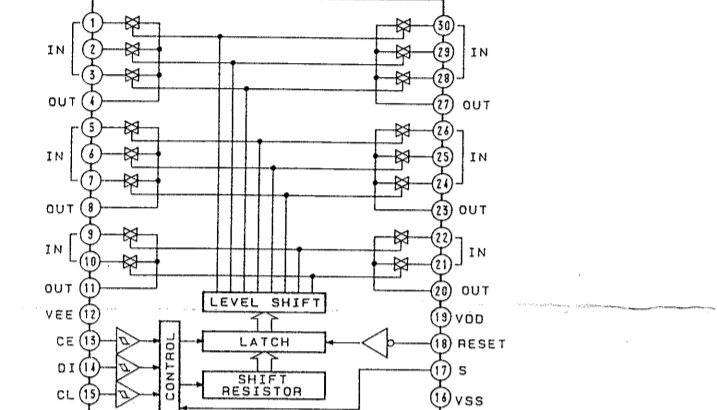 1 30
IN 2 29 IN
3 28
OUT 4 27 OUT
5 26
IN 6 25 IN
7 24
OUT 8 23 OUT
9 22
IN 10 21 IN
OUT 11 20 OUT
LEVEL SHIFT
VEE 12 19 VDD
CE 13 LATCH 18 RESET
DI 14 CONTROL 17 S
SHIFT
RESISTOR
CL 15 16 VSS